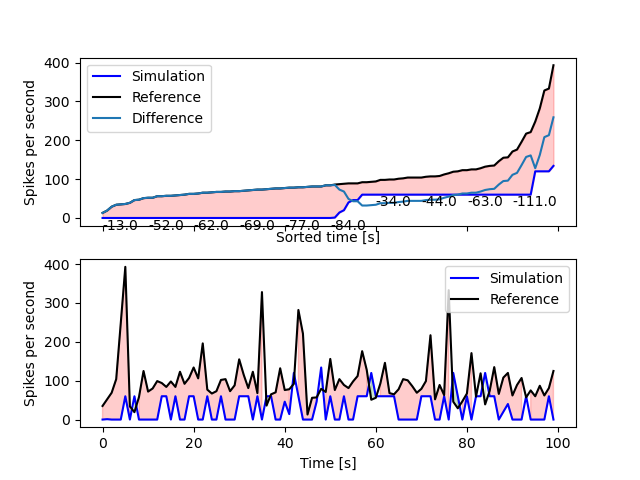 400
300
200
100
0
Spikes per second
Simulation
Reference
Difference
-13.0 -52.0 -62.0 -69.0 -77.0 -84.0 -34.0 -44.0 -63.0 -111.0
Sorted time [s]
400
300
200
100
0
Spikes per second
Simulation
Reference
0 20 40 60 80 100
Time [s]